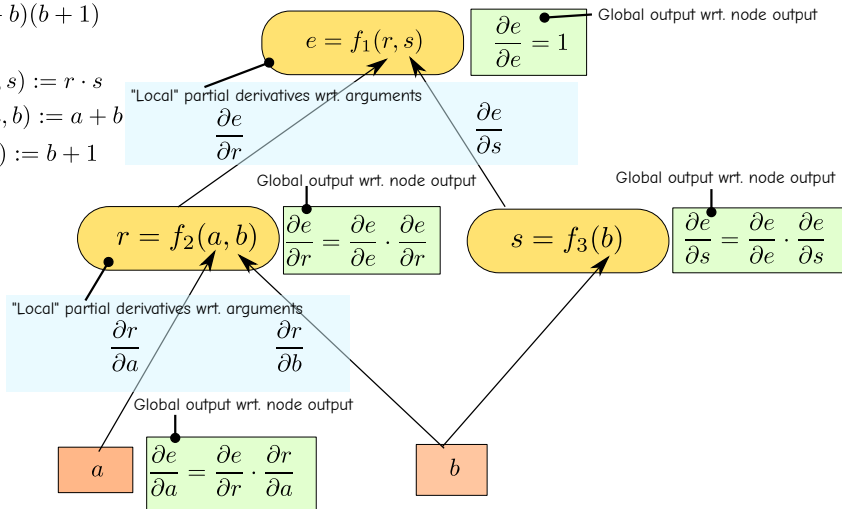 b)(b + 1)
Global output wrt. node output
e = f₁(r, s)
∂e/∂e = 1
s) := r · s
"Local" partial derivatives wrt. arguments
, b) := a + b
∂e/∂r
∂e/∂s
) := b + 1
Global output wrt. node output
Global output wrt. node output
r = f₂(a, b)
∂e/∂r = ∂e/∂e · ∂e/∂r
s = f₃(b)
∂e/∂s = ∂e/∂e · ∂e/∂s
"Local" partial derivatives wrt. arguments
∂r/∂a
∂r/∂b
Global output wrt. node output
a
∂e/∂a = ∂e/∂r · ∂r/∂a
b